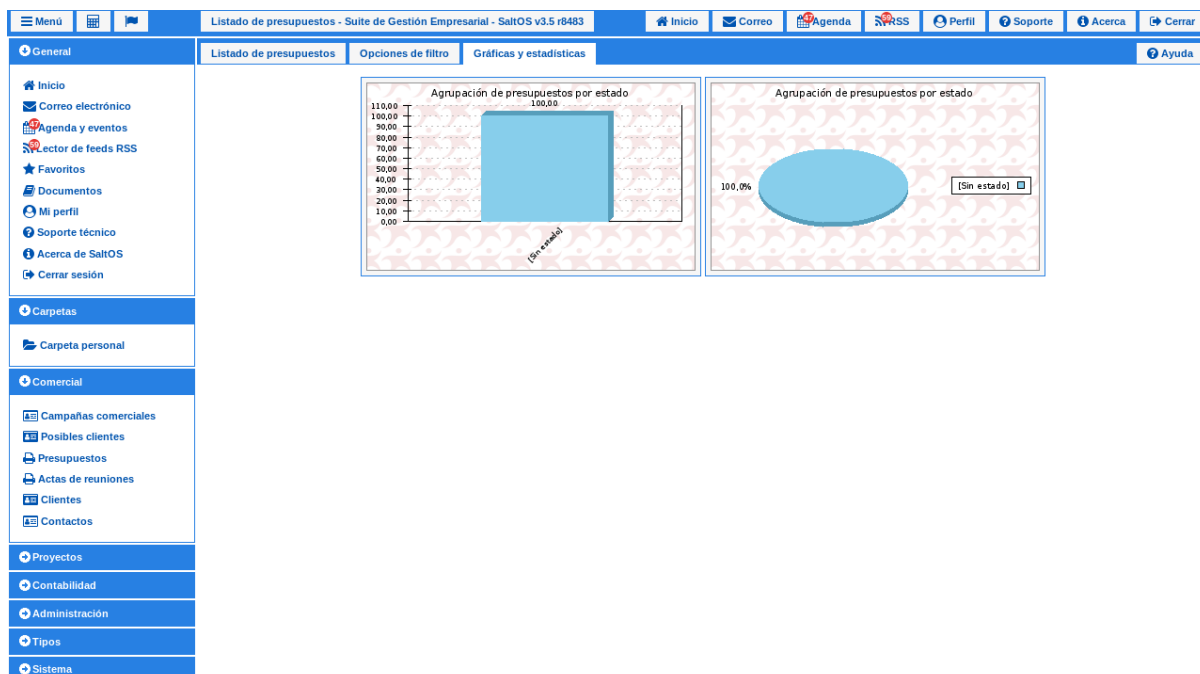 Menú
Listado de presupuestos - Suite de Gestión Empresarial - SaltOS v3.5 r8483
Inicio
Correo
47
Agenda
59
RSS
Perfil
Soporte
Acerca
Cerrar
General
Inicio
Correo electrónico
47
Agenda y eventos
59
Lector de feeds RSS
Favoritos
Documentos
Mi perfil
Soporte técnico
Acerca de SaltOS
Cerrar sesión
Carpetas
Carpeta personal
Comercial
Campañas comerciales
Posibles clientes
Presupuestos
Actas de reuniones
Clientes
Contactos
Proyectos
Contabilidad
Administración
Tipos
Sistema
Listado de presupuestos
Opciones de filtro
Gráficas y estadísticas
Ayuda
Agrupación de presupuestos por estado
100,00
110,00
100,00
90,00
80,00
70,00
60,00
50,00
40,00
30,00
20,00
10,00
0,00
[Sin estado]
Agrupación de presupuestos por estado
100,0%
[Sin estado]